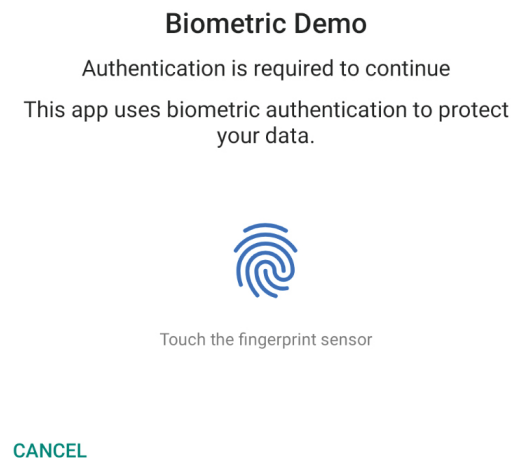 Biometric Demo
Authentication is required to continue
This app uses biometric authentication to protect
your data.
Touch the fingerprint sensor
CANCEL